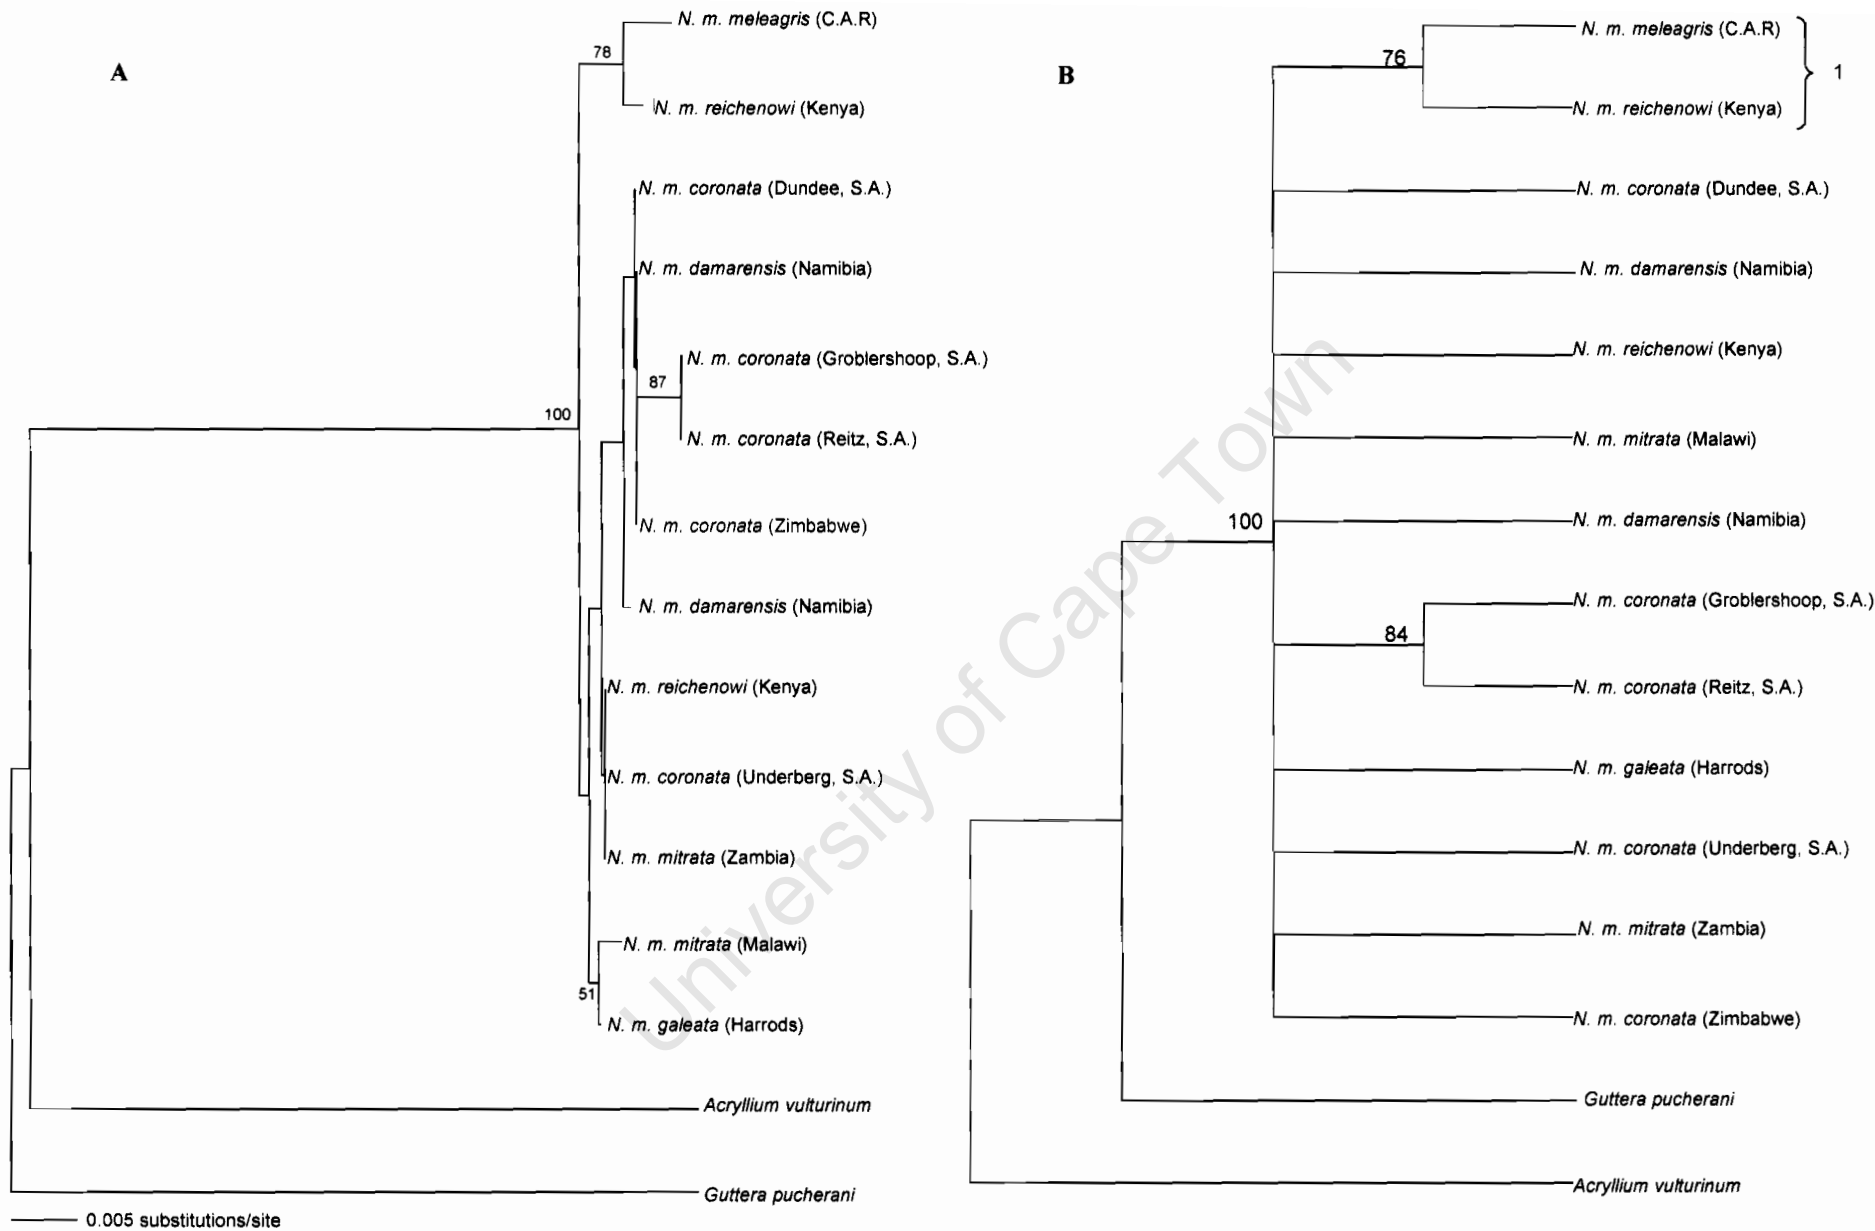 A
N. m. meleagris (C.A.R)
78
N. m. reichenowi (Kenya)
N. m. coronata (Dundee, S.A.)
N. m. damarensis (Namibia)
N. m. coronata (Groblershoop, S.A.)
87
N. m. coronata (Reitz, S.A.)
100
N. m. coronata (Zimbabwe)
N. m. damarensis (Namibia)
N. m. reichenowi (Kenya)
N. m. coronata (Underberg, S.A.)
N. m. mitrata (Zambia)
N. m. mitrata (Malawi)
51
N. m. galeata (Harrods)
Acryllium vulturinum
Guttera pucherani
0.005 substitutions/site
B
N. m. meleagris (C.A.R)
76
1
N. m. reichenowi (Kenya)
N. m. coronata (Dundee, S.A.)
N. m. damarensis (Namibia)
N. m. reichenowi (Kenya)
N. m. mitrata (Malawi)
100
N. m. damarensis (Namibia)
N. m. coronata (Groblershoop, S.A.)
84
N. m. coronata (Reitz, S.A.)
N. m. galeata (Harrods)
N. m. coronata (Underberg, S.A.)
N. m. mitrata (Zambia)
N. m. coronata (Zimbabwe)
Guttera pucherani
Acryllium vulturinum
University of Cape Town